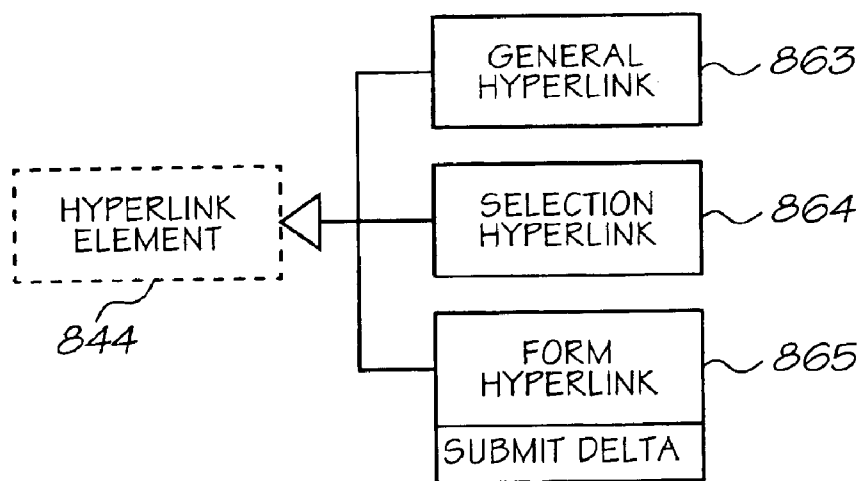 GENERAL
HYPERLINK
863
HYPERLINK
ELEMENT
844
SELECTION
HYPERLINK
864
FORM
HYPERLINK
865
SUBMIT DELTA